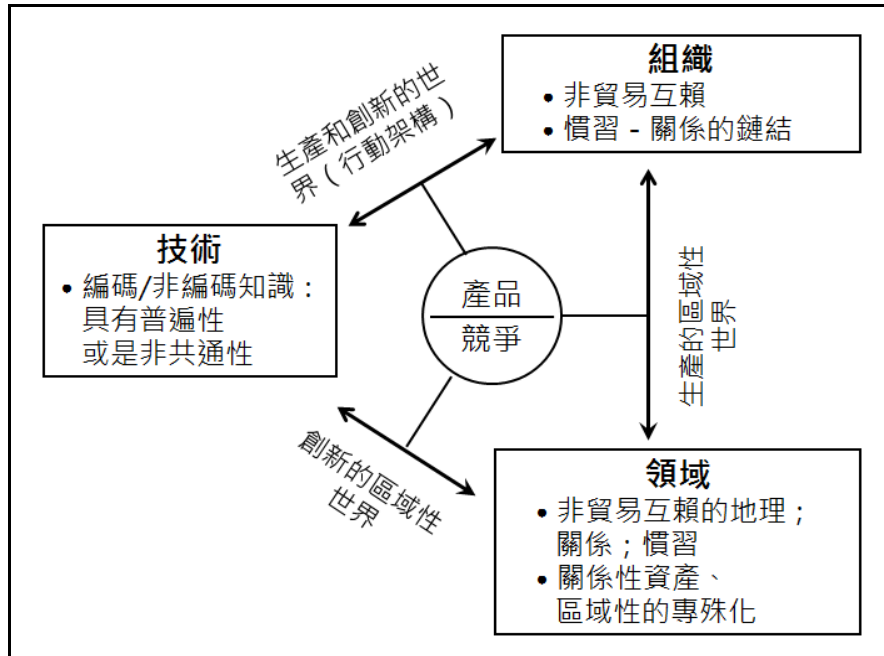 組織
• 非貿易互賴
• 慣習 - 關係的鏈結
生產和創新的世
界（行動架構）
技術
• 編碼/非編碼知識：
具有普遍性
或是非共通性
產品
競爭
生產的區域性
世界
創新的區域性
世界
領域
• 非貿易互賴的地理；
關係；慣習
• 關係性資產、
區域性的專殊化